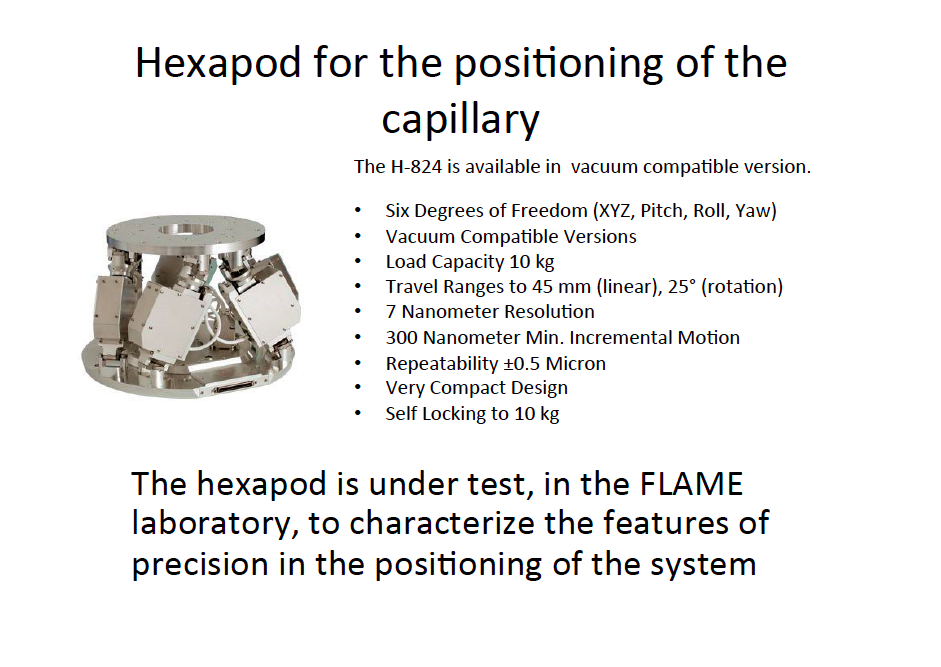 Hexapod for the positioning of the
capillary
The H-824 is available in  vacuum compatible version.
• Six Degrees of Freedom (XYZ, Pitch, Roll, Yaw)
• Vacuum Compatible Versions
• Load Capacity 10 kg
• Travel Ranges to 45 mm (linear), 25° (rotation)
• 7 Nanometer Resolution
• 300 Nanometer Min. Incremental Motion
• Repeatability ±0.5 Micron
• Very Compact Design
• Self Locking to 10 kg
The hexapod is under test, in the FLAME
laboratory, to characterize the features of
precision in the positioning of the system